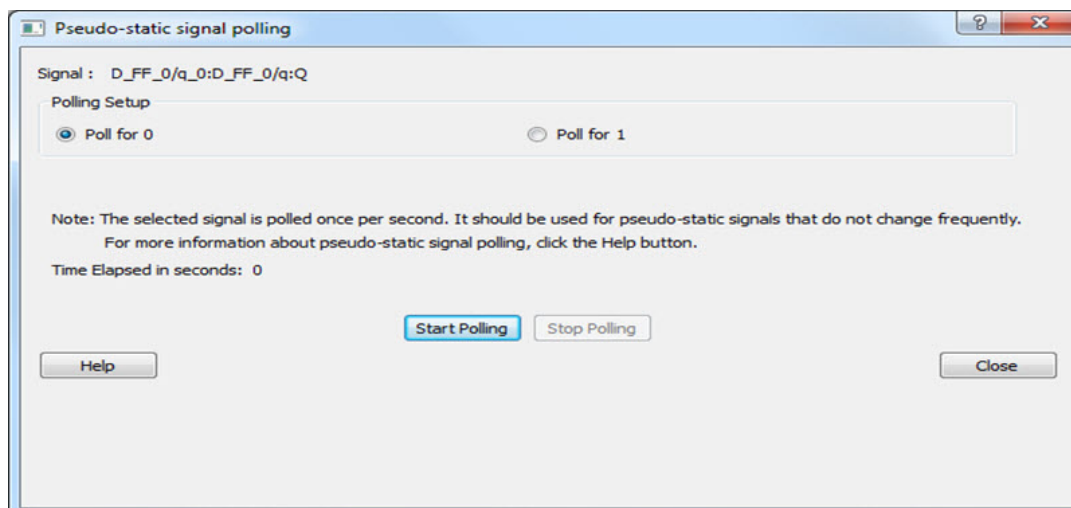 Pseudo-static signal polling
Signal : D_FF_0/q_0:D_FF_0/q:Q
Polling Setup
Poll for 0 Poll for 1
Note: The selected signal is polled once per second. It should be used for pseudo-static signals that do not change frequently.
For more information about pseudo-static signal polling, click the Help button.
Time Elapsed in seconds: 0
Start Polling Stop Polling
Help Close